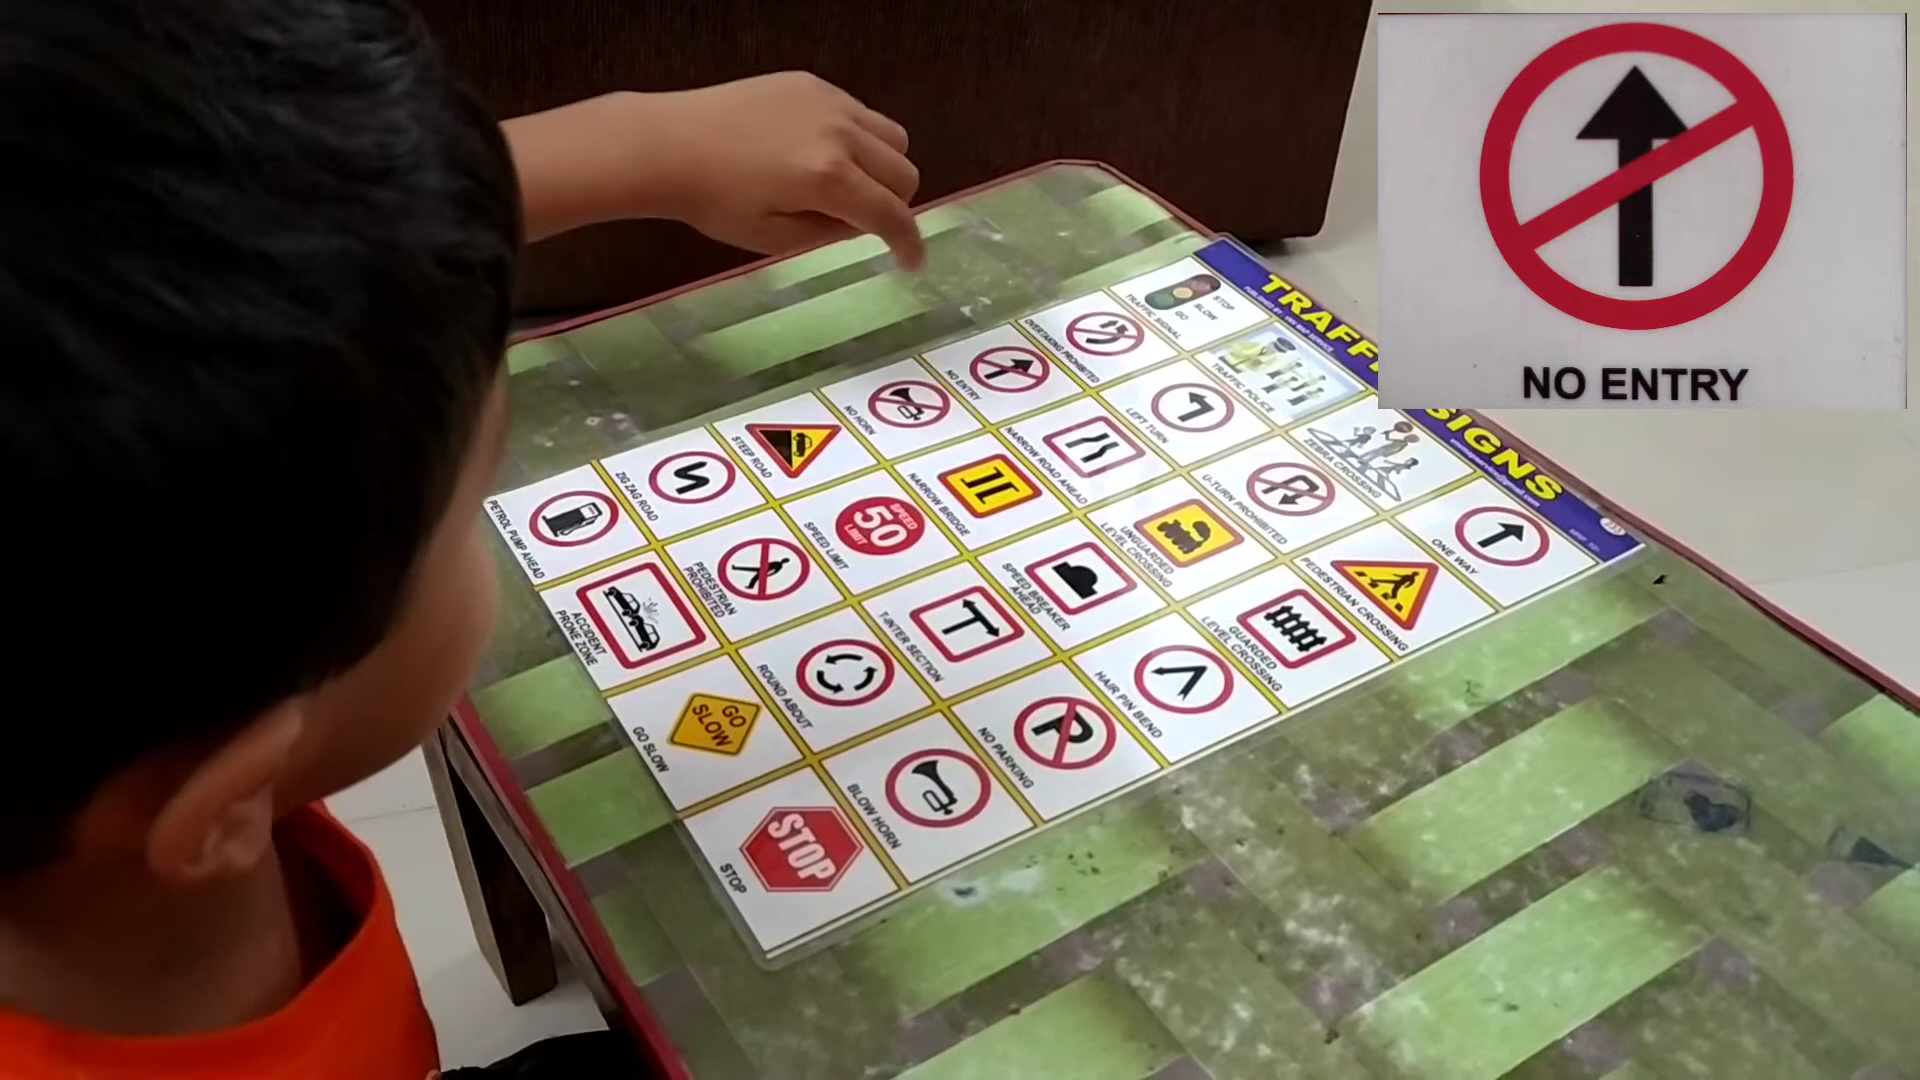 NO ENTRY
TRAFFI
SIGNS
STOP
SLOW
GO
TRAFFIC SIGNAL
OVERTAKING PROHIBITED
NO ENTRY
NO HORN
STEEP ROAD
ZIG ZAG ROAD
PETROL PUMP AHEAD
TRAFFIC POLICE
LEFT TURN
NARROW ROAD AHEAD
NARROW BRIDGE
SPEED
50
LIMIT
SPEED LIMIT
PEDESTRIAN
PROHIBITED
ACCIDENT
PRONE ZONE
ZEBRA CROSSING
U-TURN PROHIBITED
UNGUARDED
LEVEL CROSSING
SPEED BREAKER
AHEAD
T-INTER SECTION
ROUND ABOUT
GO
SLOW
GO SLOW
ONE WAY
PEDESTRIAN CROSSING
GUARDED
LEVEL CROSSING
HAIR PIN BEND
P
NO PARKING
BLOW HORN
STOP
STOP